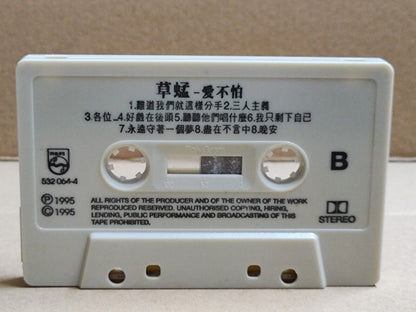 草蜢-愛不怕
1.難道我們就這樣分手2.三人主義
3.各位...4.好戲在後頭5.聽聽他們唱什麼6.我只剩下自己
7.永遠守著一個夢8.盡在不言中9.晚安
PHILIPS
532 064-4
PolyGram
B
Ⓟ1995
©1995
ALL RIGHTS OF THE PRODUCER AND OF THE OWNER OF THE WORK
REPRODUCED RESERVED. UNAUTHORISED COPYING, HIRING,
LENDING, PUBLIC PERFORMANCE AND BROADCASTING OF THIS
TAPE PROHIBITED.
STEREO